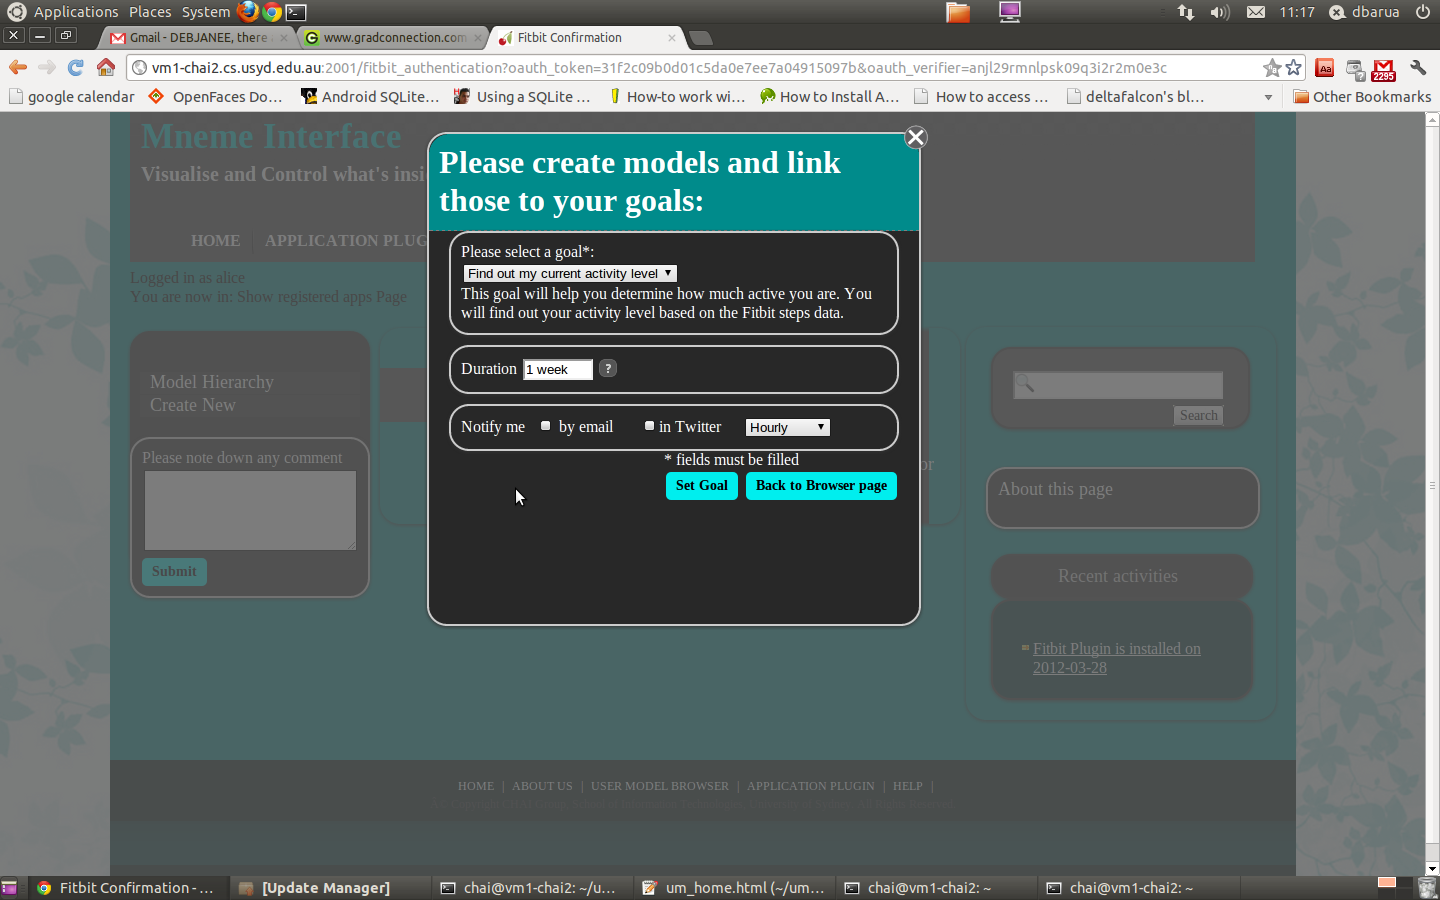 Applications Places System 11:17 dbarua
Gmail - DEBJANEE, there
www.gradconnection.com
Fitbit Confirmation
vm1-chai2.cs.usyd.edu.au:2001/fitbit_authentication?oauth_token=31f2c09b0d01c5da0e7ee7a04915097b&oauth_verifier=anjl29rmnlpsk09q3i2r2m0e3c
Aa
?
2295
google calendar OpenFaces Do... Android SQLite... Using a SQLite ... How-to work wi... How to Install A... How to access ... deltafalcon's bl... Other Bookmarks
Mneme Interface
Visualise and Control what's insi
HOME APPLICATION PLUG
Logged in as alice
You are now in: Show registered apps Page
Model Hierarchy
Create New
Please note down any comment
Submit
Please create models and link
those to your goals:
Please select a goal*:
Find out my current activity level
This goal will help you determine how much active you are. You
will find out your activity level based on the Fitbit steps data.
Duration 1 week ?
Notify me by email in Twitter Hourly
* fields must be filled
Set Goal Back to Browser page
or
Search
About this page
Recent activities
Fitbit Plugin is installed on
2012-03-28
HOME | ABOUT US | USER MODEL BROWSER | APPLICATION PLUGIN | HELP |
Fitbit Confirmation - ... [Update Manager] chai@vm1-chai2: ~/u... um_home.html (~/um... chai@vm1-chai2: ~ chai@vm1-chai2: ~